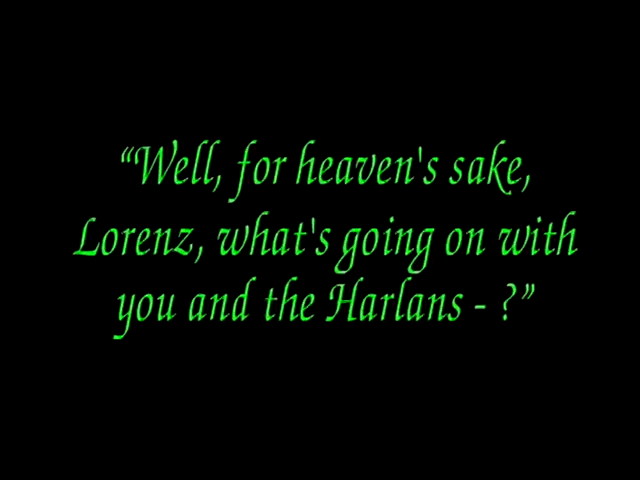 “Well, for heaven's sake,
Lorenz, what's going on with
you and the Harlans - ?”